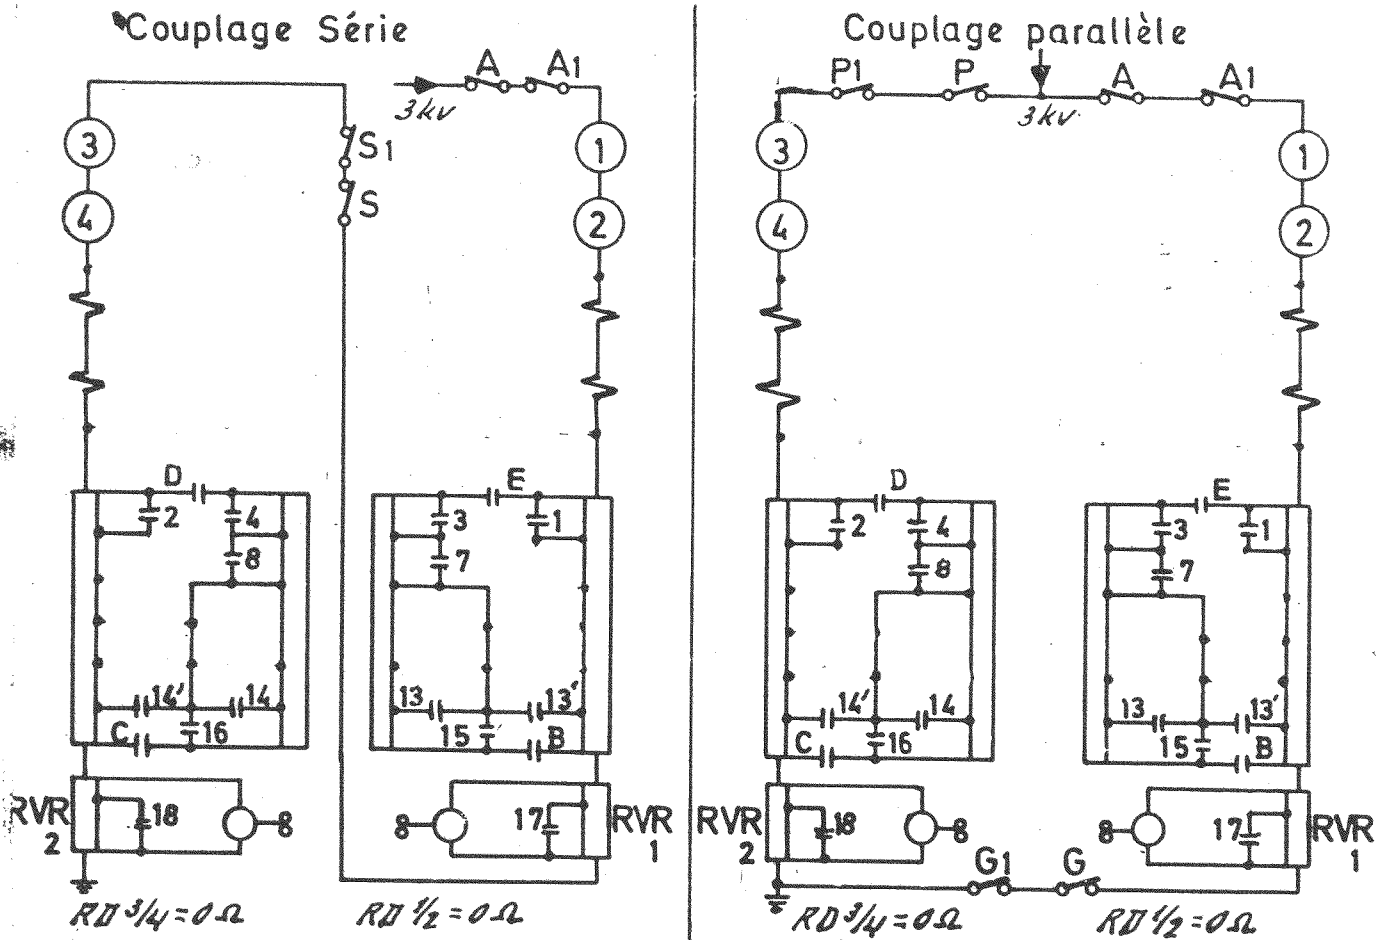 Couplage Série
A A1
3kv
3
S1
1
4
S
2
D
E
2 4
3 1
8
7
14' 14
13 13'
C 16
15 B
RVR
2
18
8
8
17
RVR
1
RD 3/4 = 0 Ω
RD 1/2 = 0 Ω
Couplage parallèle
P1 P A A1
3kv
3
1
4
2
D
E
2 4
3 1
8
7
14' 14
13 13'
C 16
15 B
RVR
2
18
8
8
17
RVR
1
G1 G
RD 3/4 = 0 Ω
RD 1/2 = 0 Ω